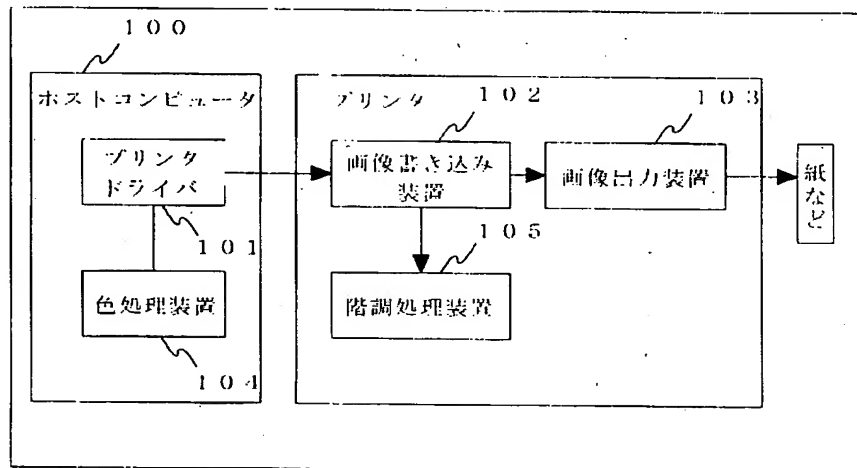 100
ホストコンピュータ
プリンタ
ドライバ
101
色処理装置
104
プリンタ
102
画像書き込み
装置
103
画像出力装置
105
階調処理装置
紙など